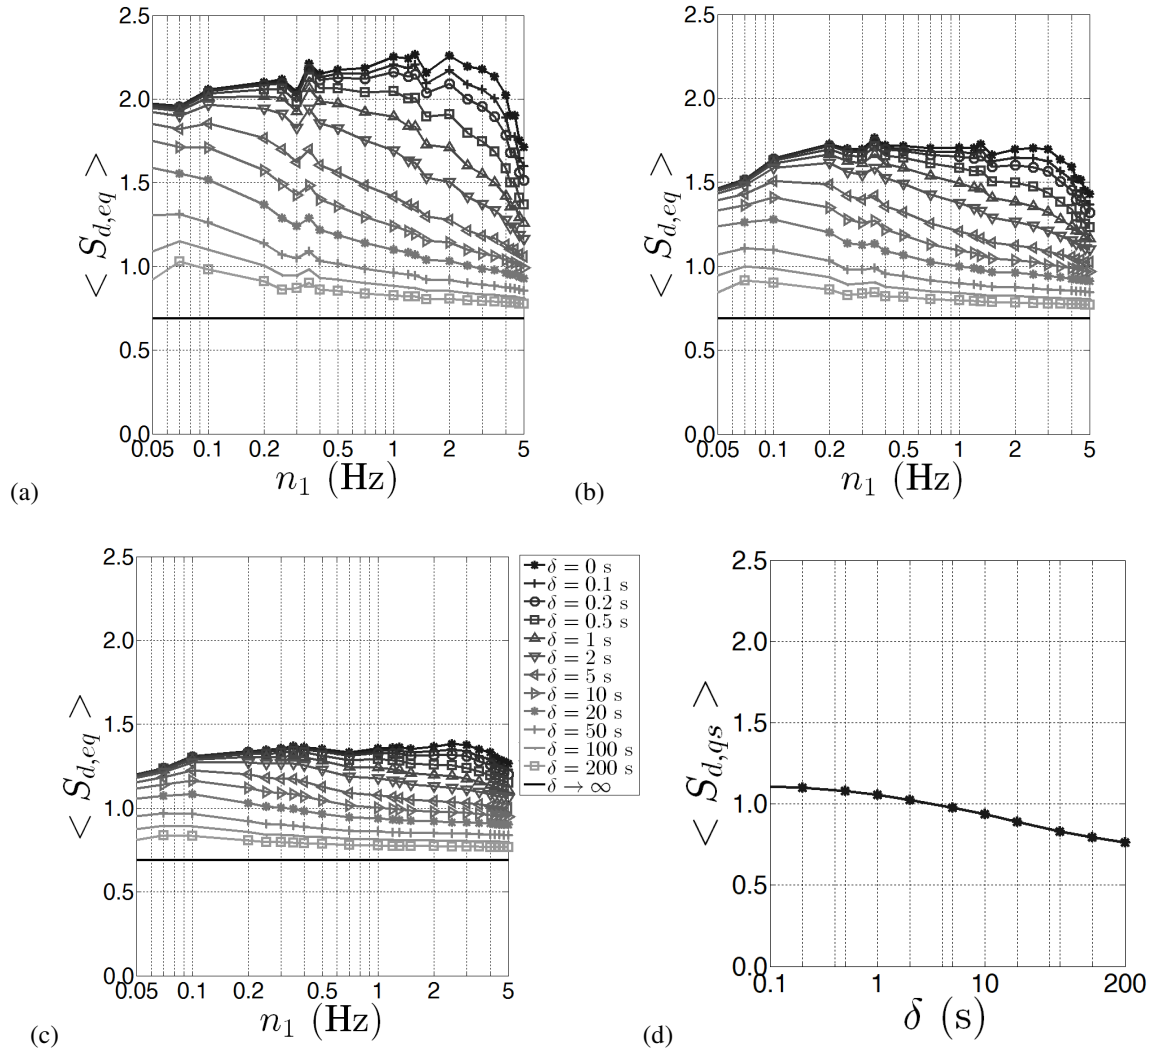 2.5
2.0
1.5
1.0
0.5
0.0
0.05 0.1 0.2 0.5 1 2 5
< S_{d,eq} >
n_1 (Hz)
(a)
2.5
2.0
1.5
1.0
0.5
0.0
0.05 0.1 0.2 0.5 1 2 5
< S_{d,eq} >
n_1 (Hz)
(b)
2.5
2.0
1.5
1.0
0.5
0.0
0.05 0.1 0.2 0.5 1 2 5
< S_{d,eq} >
n_1 (Hz)
(c)
δ = 0 s
δ = 0.1 s
δ = 0.2 s
δ = 0.5 s
δ = 1 s
δ = 2 s
δ = 5 s
δ = 10 s
δ = 20 s
δ = 50 s
δ = 100 s
δ = 200 s
δ → ∞
2.5
2.0
1.5
1.0
0.5
0.0
0.1 1 10 200
< S_{d,qs} >
δ (s)
(d)